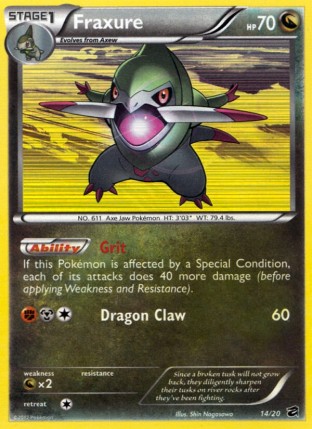 STAGE1 Fraxure HP70
Evolves from Axew
NO. 611 Axe Jaw Pokémon HT: 3'03" WT: 79.4 lbs.
Ability Grit
If this Pokémon is affected by a Special Condition,
each of its attacks does 40 more damage (before
applying Weakness and Resistance).
Dragon Claw 60
weakness resistance
×2
retreat
Since a broken tusk will not grow
back, they diligently sharpen
their tusks on river rocks after
they've been fighting.
©2013 Pokémon Illus. Shin Nagasawa 14/20